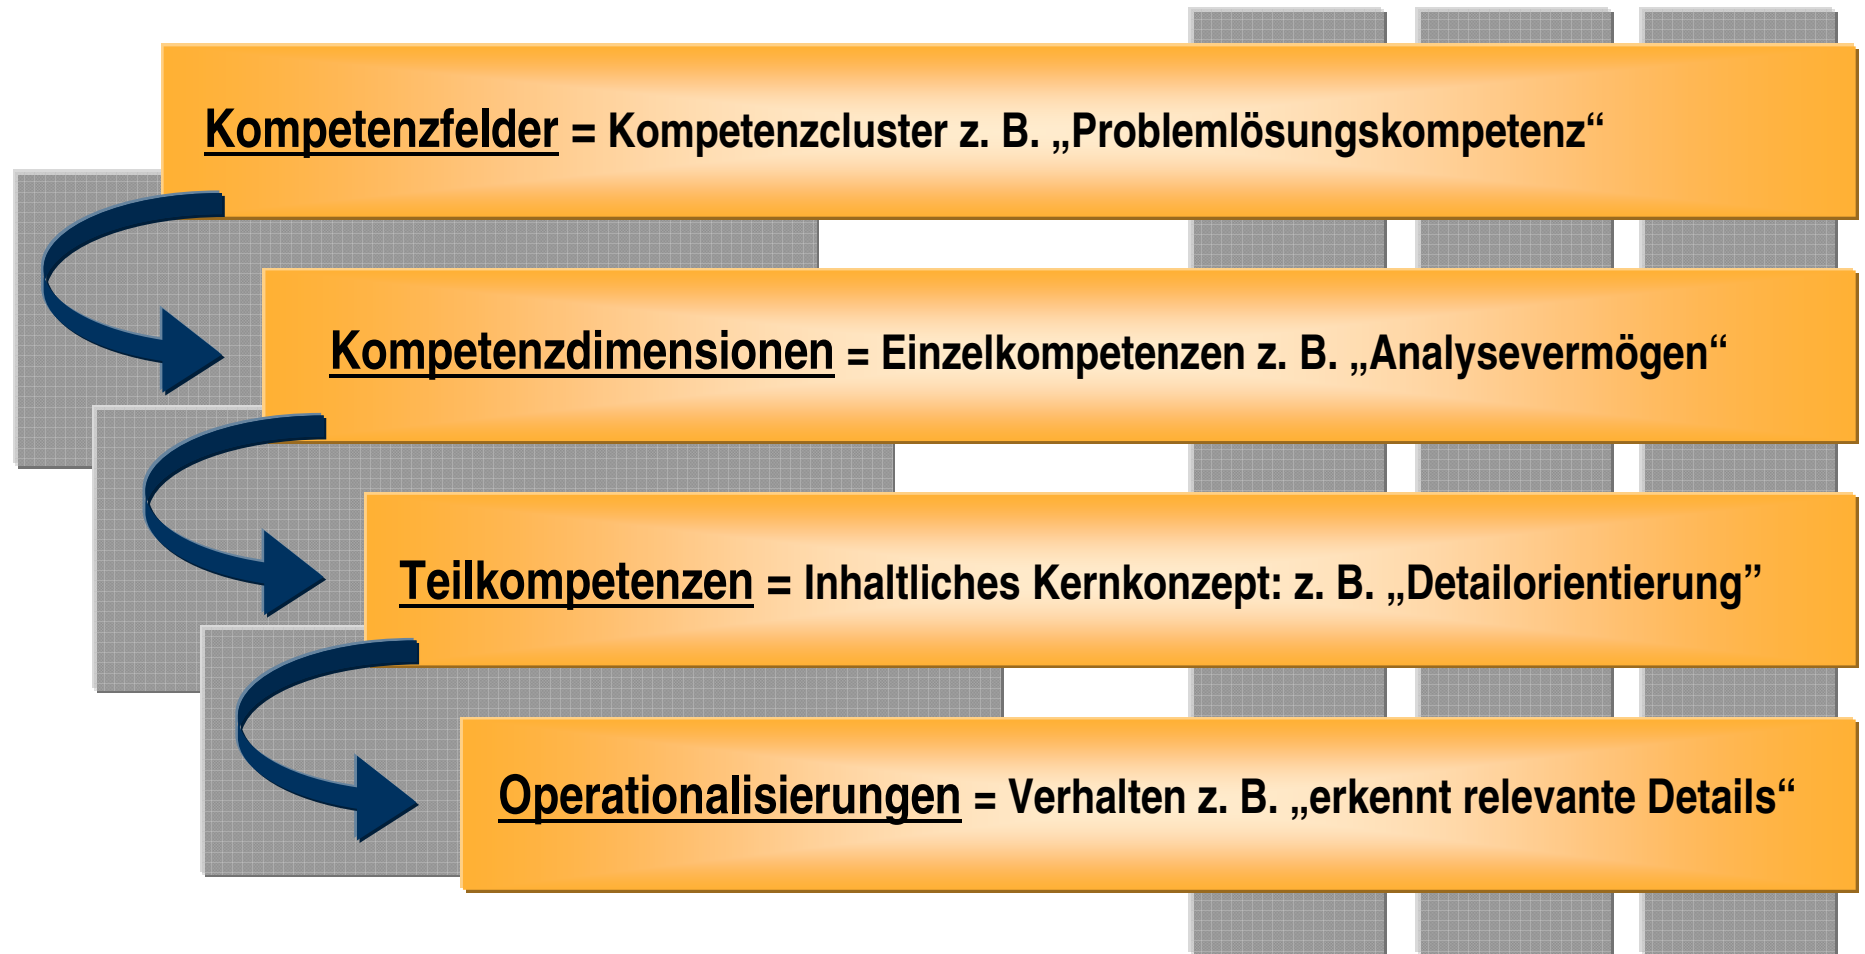 Kompetenzfelder = Kompetenzcluster z. B. „Problemlösungskompetenz“
Kompetenzdimensionen = Einzelkompetenzen z. B. „Analysevermögen“
Teilkompetenzen = Inhaltliches Kernkonzept: z. B. „Detailorientierung”
Operationalisierungen = Verhalten z. B. „erkennt relevante Details“